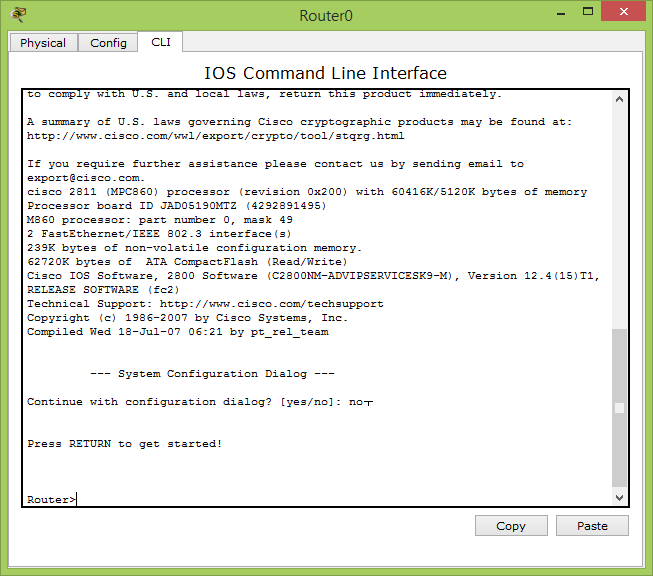 Router0
Physical
Config
CLI
IOS Command Line Interface
to comply with U.S. and local laws, return this product immediately.
A summary of U.S. laws governing Cisco cryptographic products may be found at:
http://www.cisco.com/wwl/export/crypto/tool/stqrg.html
If you require further assistance please contact us by sending email to
export@cisco.com.
cisco 2811 (MPC860) processor (revision 0x200) with 60416K/5120K bytes of memory
Processor board ID JAD05190MTZ (4292891495)
M860 processor: part number 0, mask 49
2 FastEthernet/IEEE 802.3 interface(s)
239K bytes of non-volatile configuration memory.
62720K bytes of  ATA CompactFlash (Read/Write)
Cisco IOS Software, 2800 Software (C2800NM-ADVIPSERVICESK9-M), Version 12.4(15)T1,
RELEASE SOFTWARE (fc2)
Technical Support: http://www.cisco.com/techsupport
Copyright (c) 1986-2007 by Cisco Systems, Inc.
Compiled Wed 18-Jul-07 06:21 by pt_rel_team
--- System Configuration Dialog ---
Continue with configuration dialog? [yes/no]: no
Press RETURN to get started!
Router>
Copy
Paste